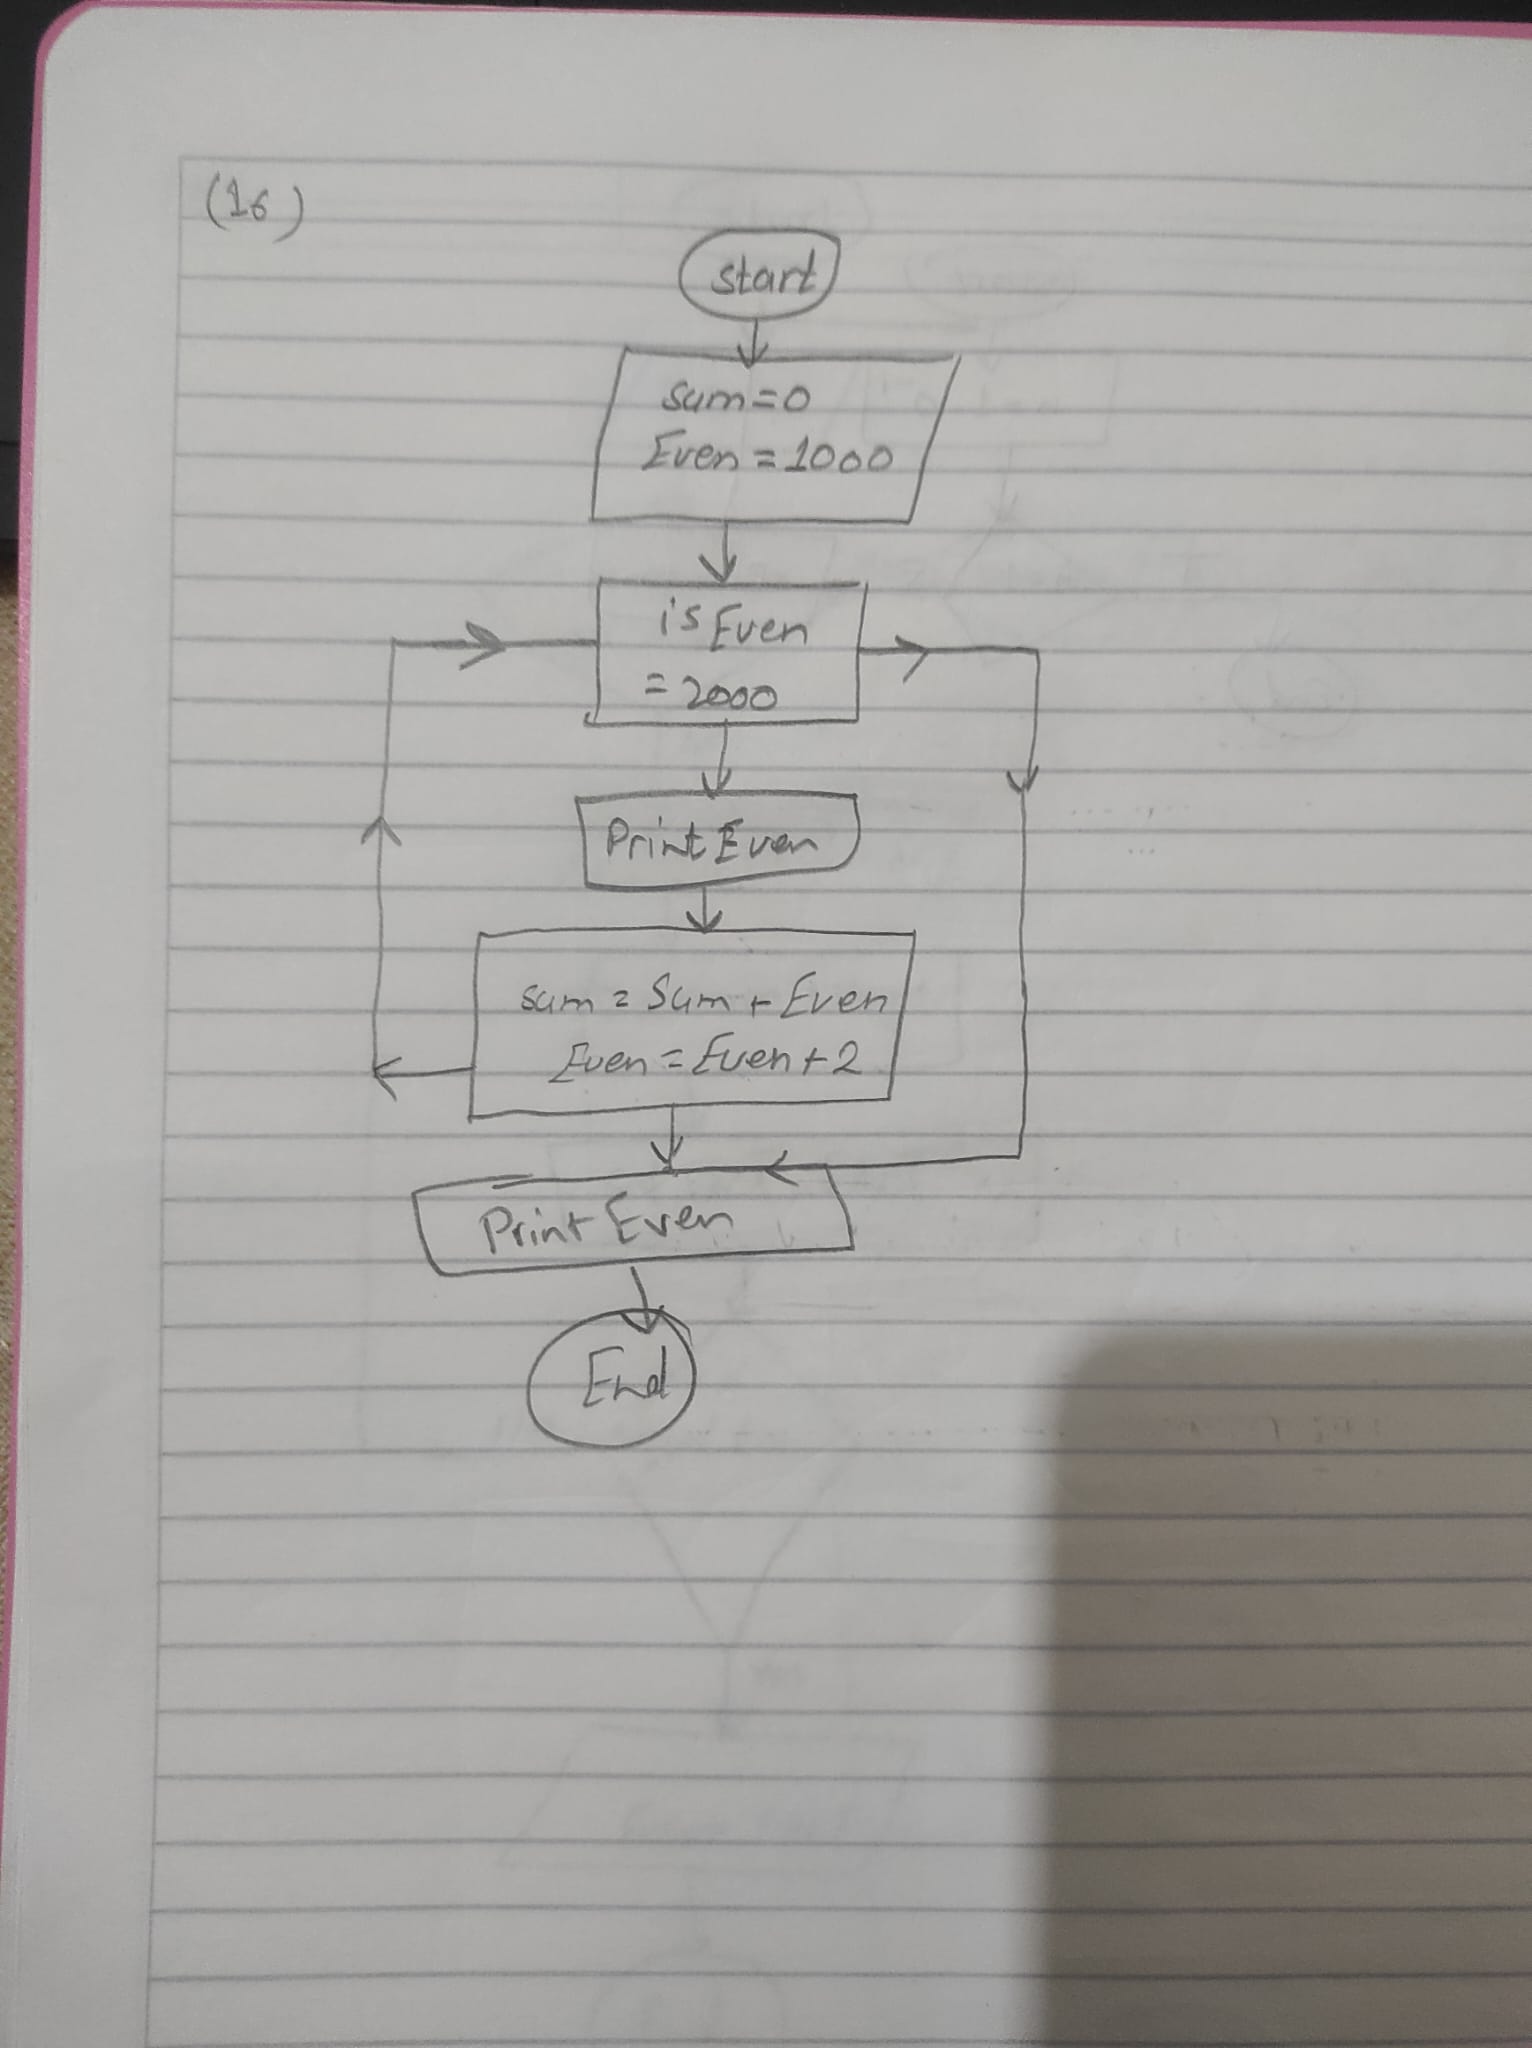 (16)
start
sum=0
Even = 1000
is Even
= 2000
Print Even
sum = Sum + Even
Even = Even + 2
Print Even
End